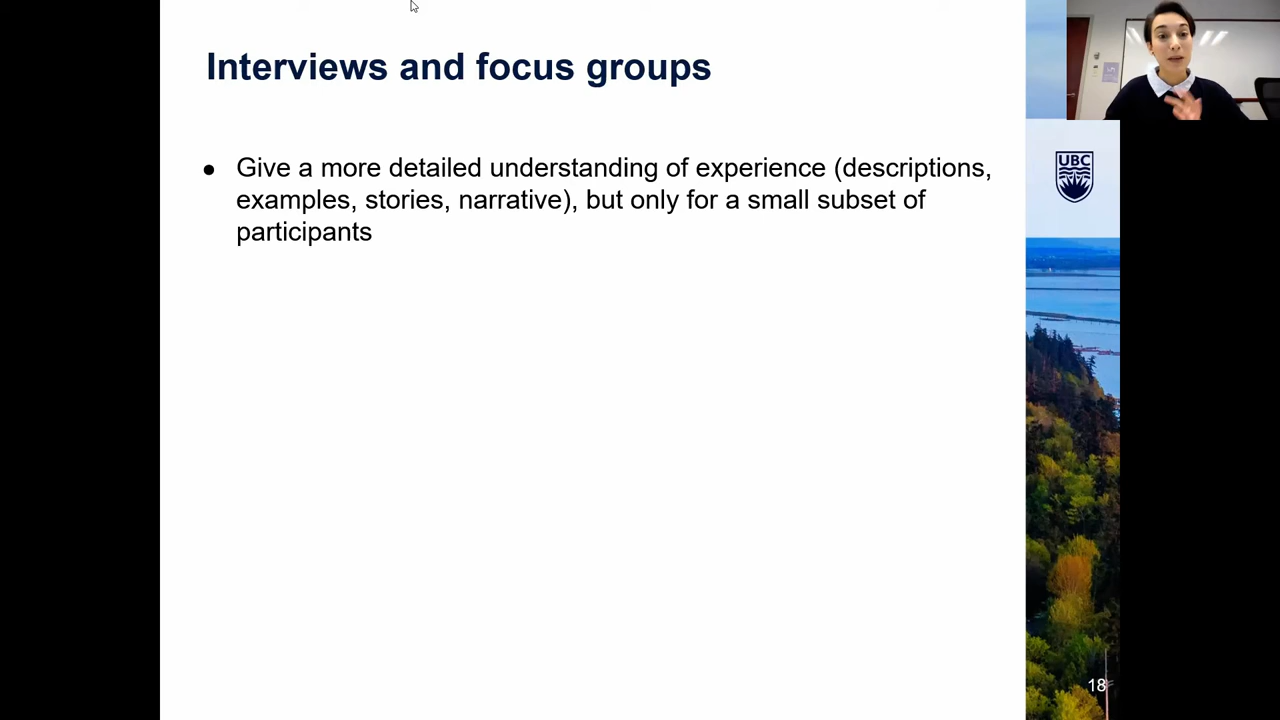 Interviews and focus groups
● Give a more detailed understanding of experience (descriptions,
examples, stories, narrative), but only for a small subset of
participants
UBC
18